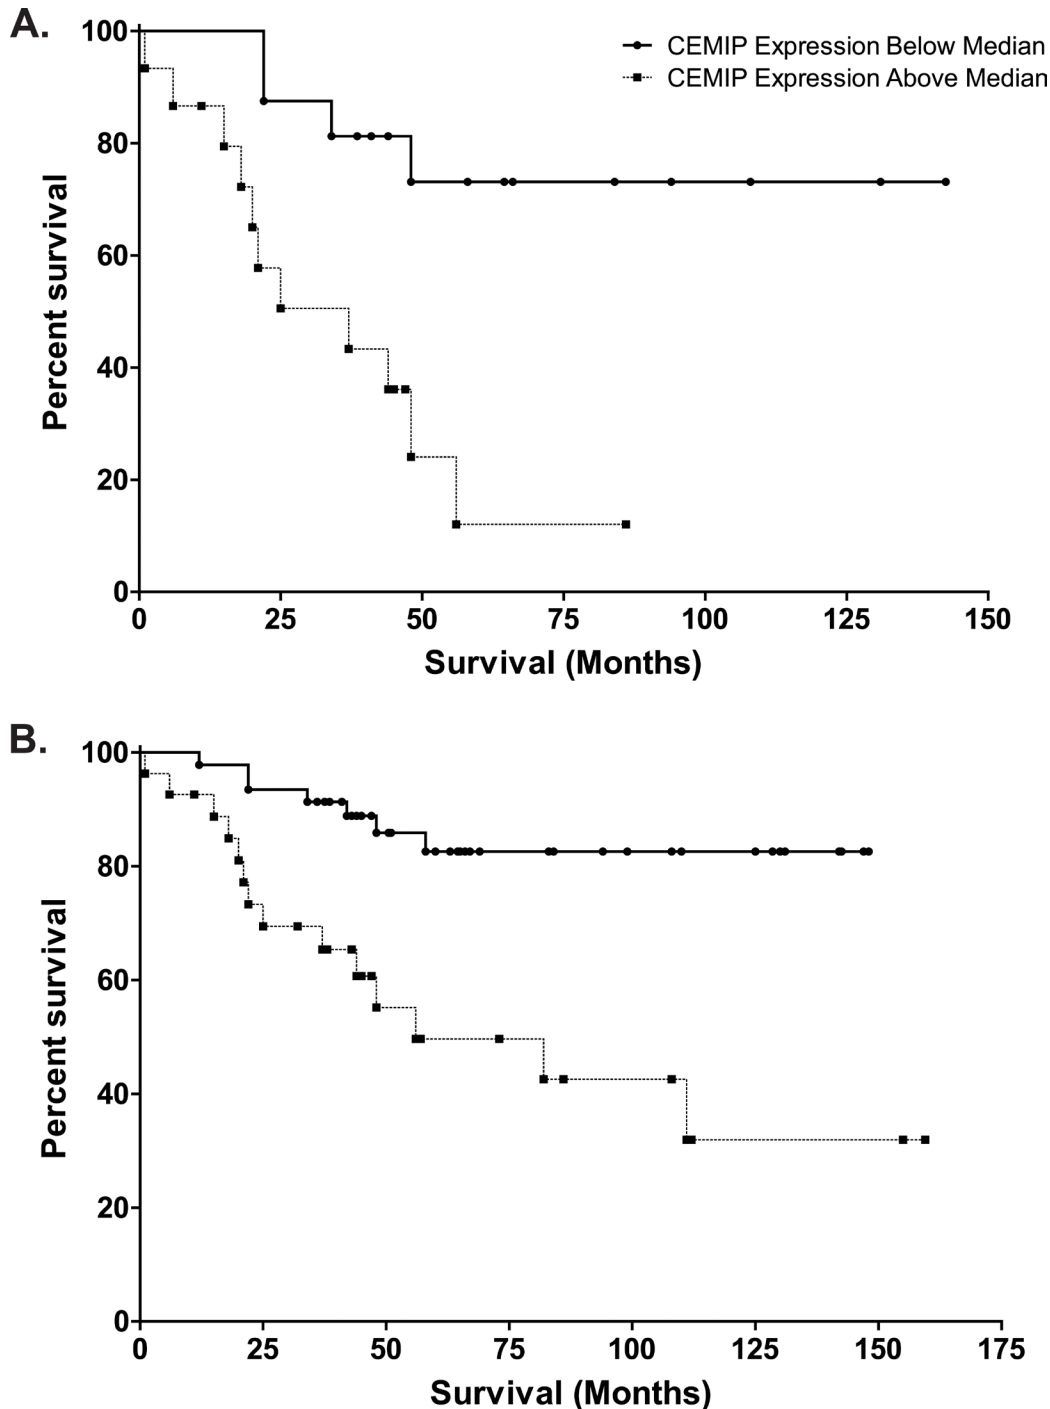 A.
CEMIP Expression Below Median
CEMIP Expression Above Median
100
80
60
40
20
0
Percent survival
0 25 50 75 100 125 150
Survival (Months)
B.
100
80
60
40
20
0
Percent survival
0 25 50 75 100 125 150 175
Survival (Months)